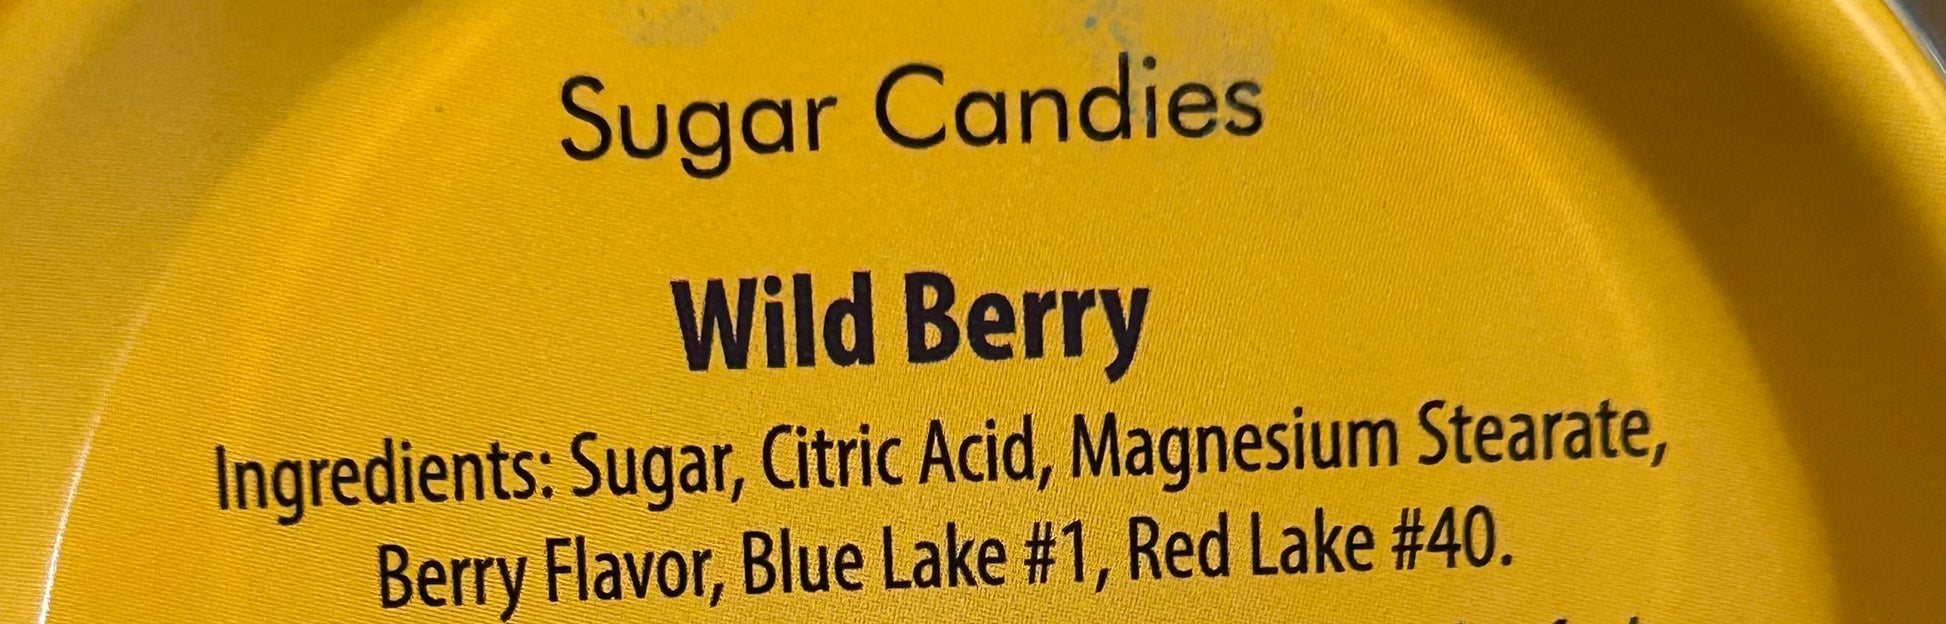 Sugar Candies
Wild Berry
Ingredients: Sugar, Citric Acid, Magnesium Stearate,
Berry Flavor, Blue Lake #1, Red Lake #40.